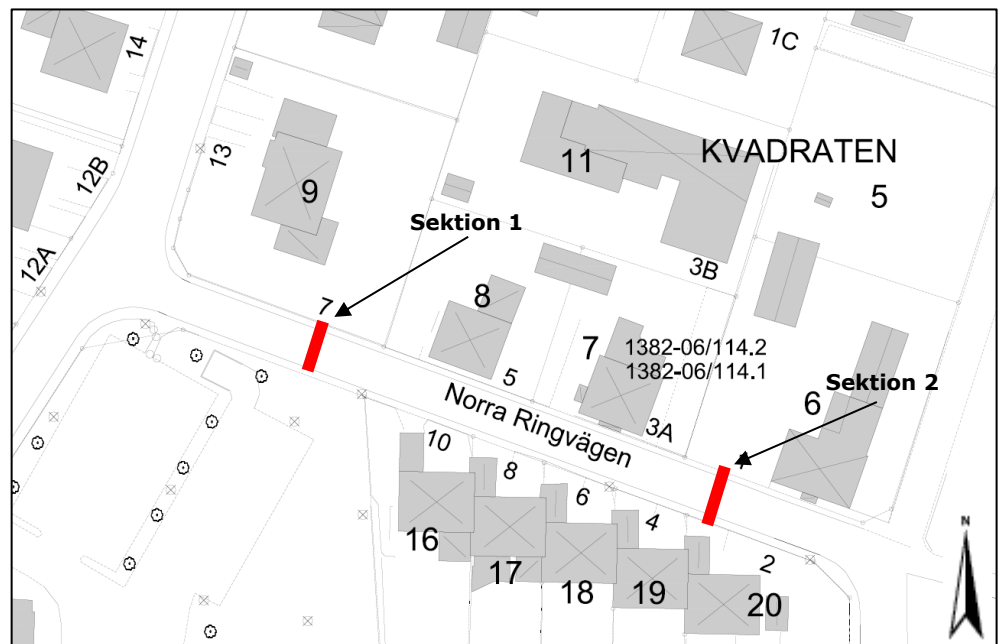 14
1C
12B
13
9
11
KVADRATEN
5
Sektion 1
12A
3B
7
8
7
1382-06/114.2
1382-06/114.1
Sektion 2
5
6
Norra Ringvägen
3A
10
8
6
4
2
16
17
18
19
20
N